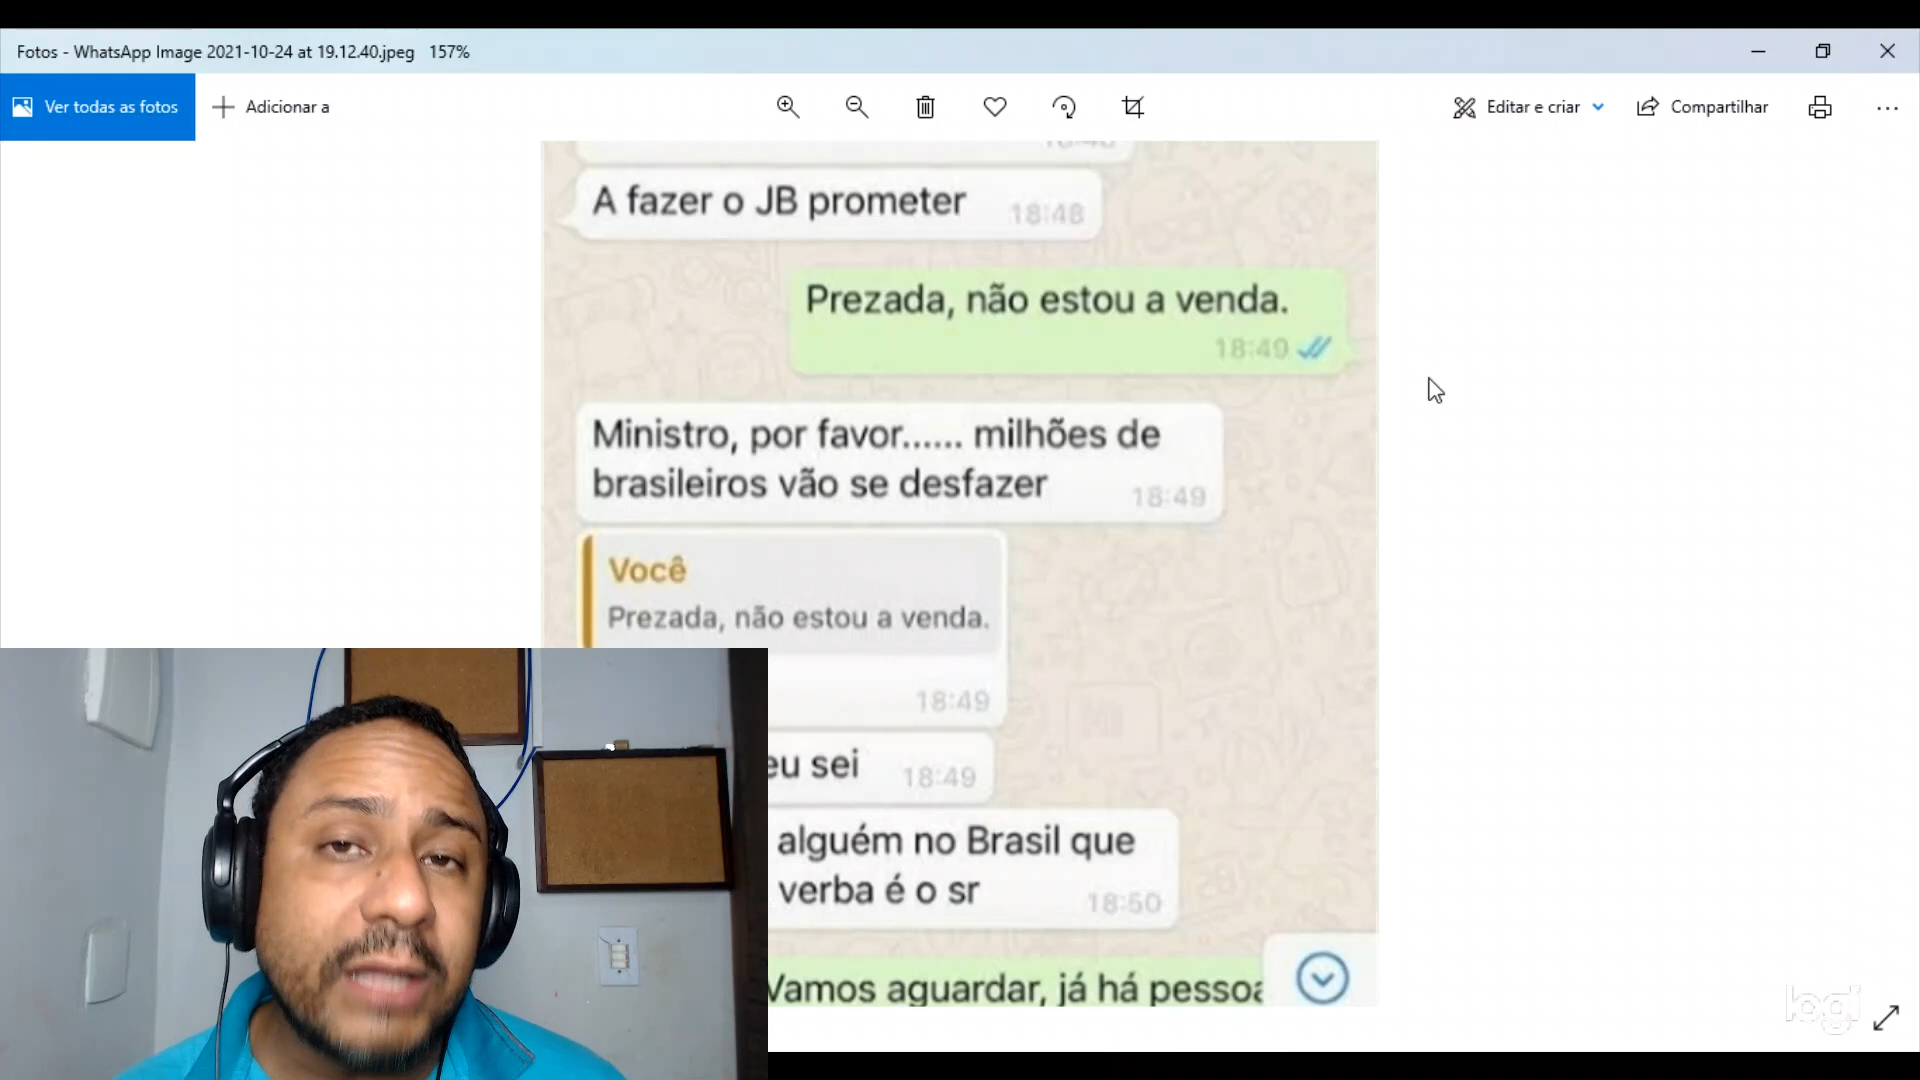 Fotos - WhatsApp Image 2021-10-24 at 19.12.40.jpeg 157%
Ver todas as fotos
Adicionar a
Editar e criar
Compartilhar
A fazer o JB prometer
18:48
Prezada, não estou a venda.
18:49
Ministro, por favor...... milhões de
brasileiros vão se desfazer
18:49
Você
Prezada, não estou a venda.
18:49
eu sei
18:49
alguém no Brasil que
verba é o sr
18:50
Vamos aguardar, já há
logi